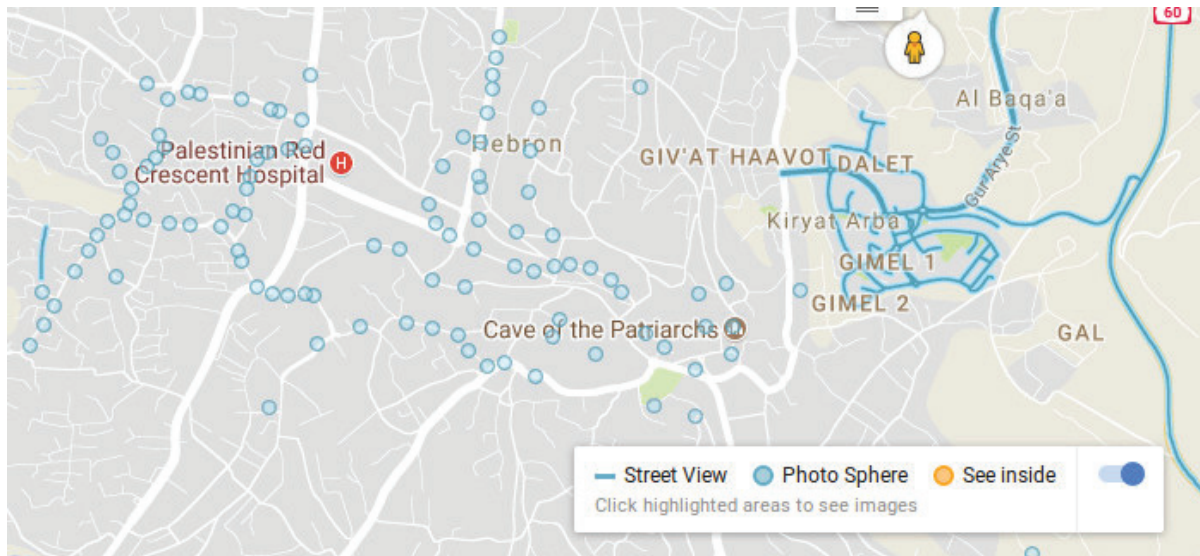 60
Al Baqa'a
Hebron
Palestinian Red
Crescent Hospital
H
GIV'AT HAAVOT
DALET
Gur Arye St
Kiryat Arba
GIMEL 1
GIMEL 2
Cave of the Patriarchs
GAL
Street View
Photo Sphere
See inside
Click highlighted areas to see images